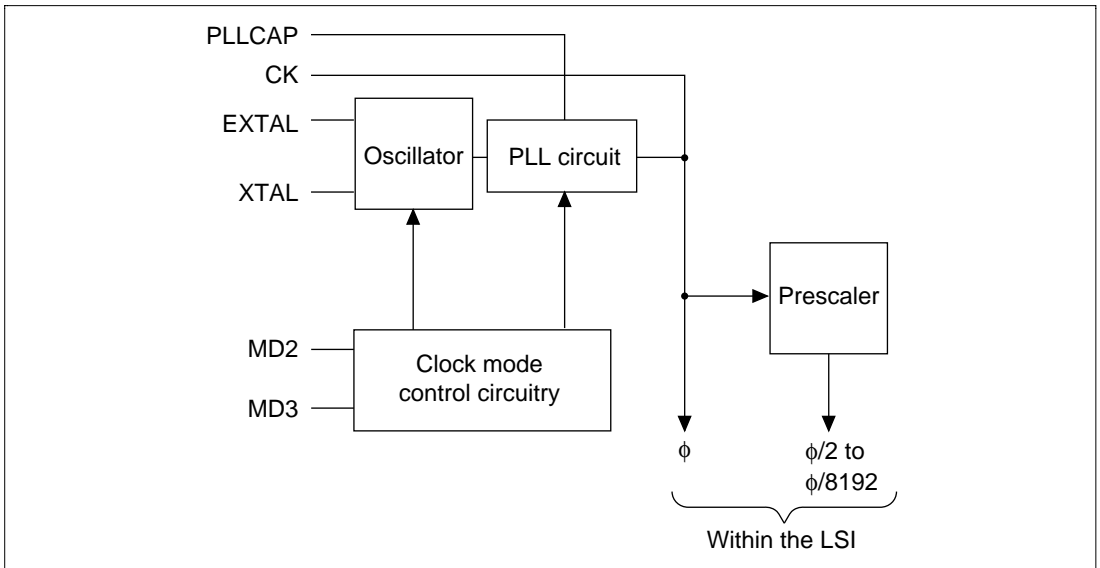 PLLCAP
CK
EXTAL
XTAL
Oscillator
PLL circuit
Prescaler
MD2
MD3
Clock mode
control circuitry
ϕ
ϕ/2 to
ϕ/8192
Within the LSI